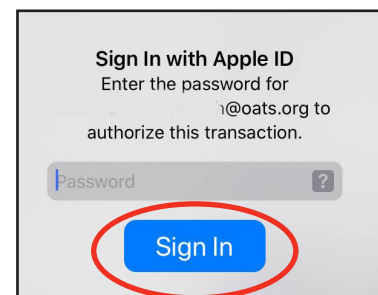 Sign In with Apple ID
Enter the password for
@oats.org to
authorize this transaction.
Password
?
Sign In